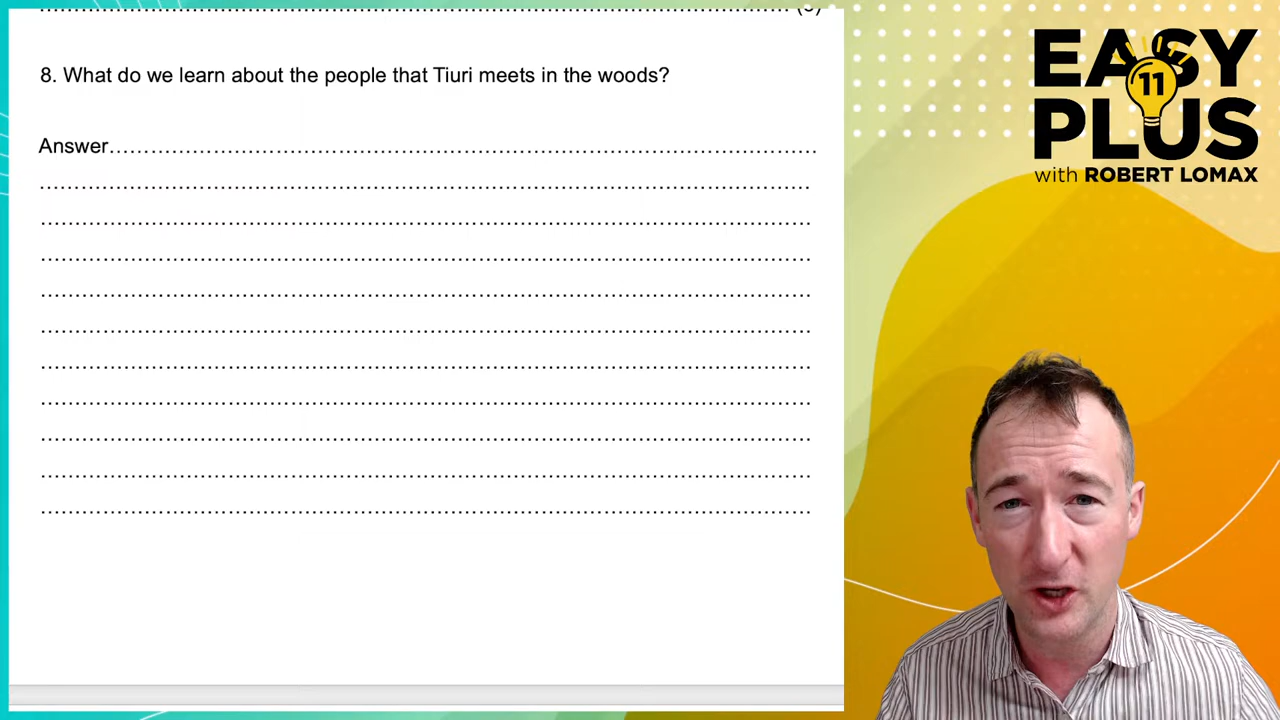 8. What do we learn about the people that Tiuri meets in the woods?
Answer……………………………………………………………………………………
EASY
11
PLUS
with ROBERT LOMAX